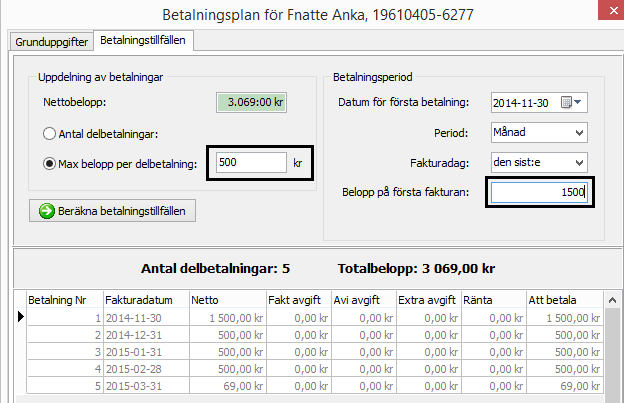 Betalningsplan för Fnatte Anka, 19610405-6277
Grunduppgifter Betalningstillfällen
Uppdelning av betalningar
Nettobelopp: 3.069:00 kr
Antal delbetalningar:
Max belopp per delbetalning: 500 kr
Beräkna betalningstillfällen
Betalningsperiod
Datum för första betalning: 2014-11-30
Period: Månad
Fakturadag: den sist:e
Belopp på första fakturan: 1500
Antal delbetalningar: 5 Totalbelopp: 3 069,00 kr
Betalning Nr Fakturadatum Netto Fakt avgift Avi avgift Extra avgift Ränta Att betala
1 2014-11-30 1 500,00 kr 0,00 kr 0,00 kr 0,00 kr 0,00 kr 1 500,00 kr
2 2014-12-31 500,00 kr 0,00 kr 0,00 kr 0,00 kr 0,00 kr 500,00 kr
3 2015-01-31 500,00 kr 0,00 kr 0,00 kr 0,00 kr 0,00 kr 500,00 kr
4 2015-02-28 500,00 kr 0,00 kr 0,00 kr 0,00 kr 0,00 kr 500,00 kr
5 2015-03-31 69,00 kr 0,00 kr 0,00 kr 0,00 kr 0,00 kr 69,00 kr